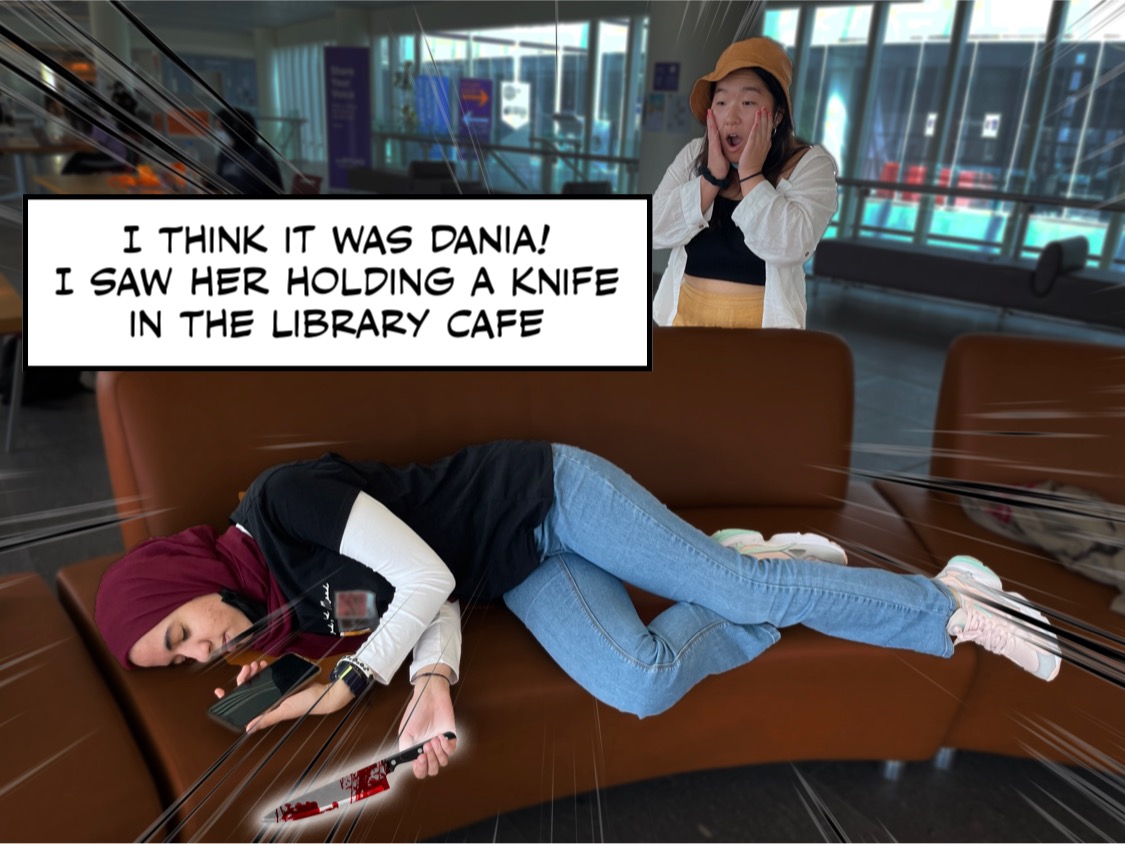 I THINK IT WAS DANIA!
I SAW HER HOLDING A KNIFE
IN THE LIBRARY CAFE